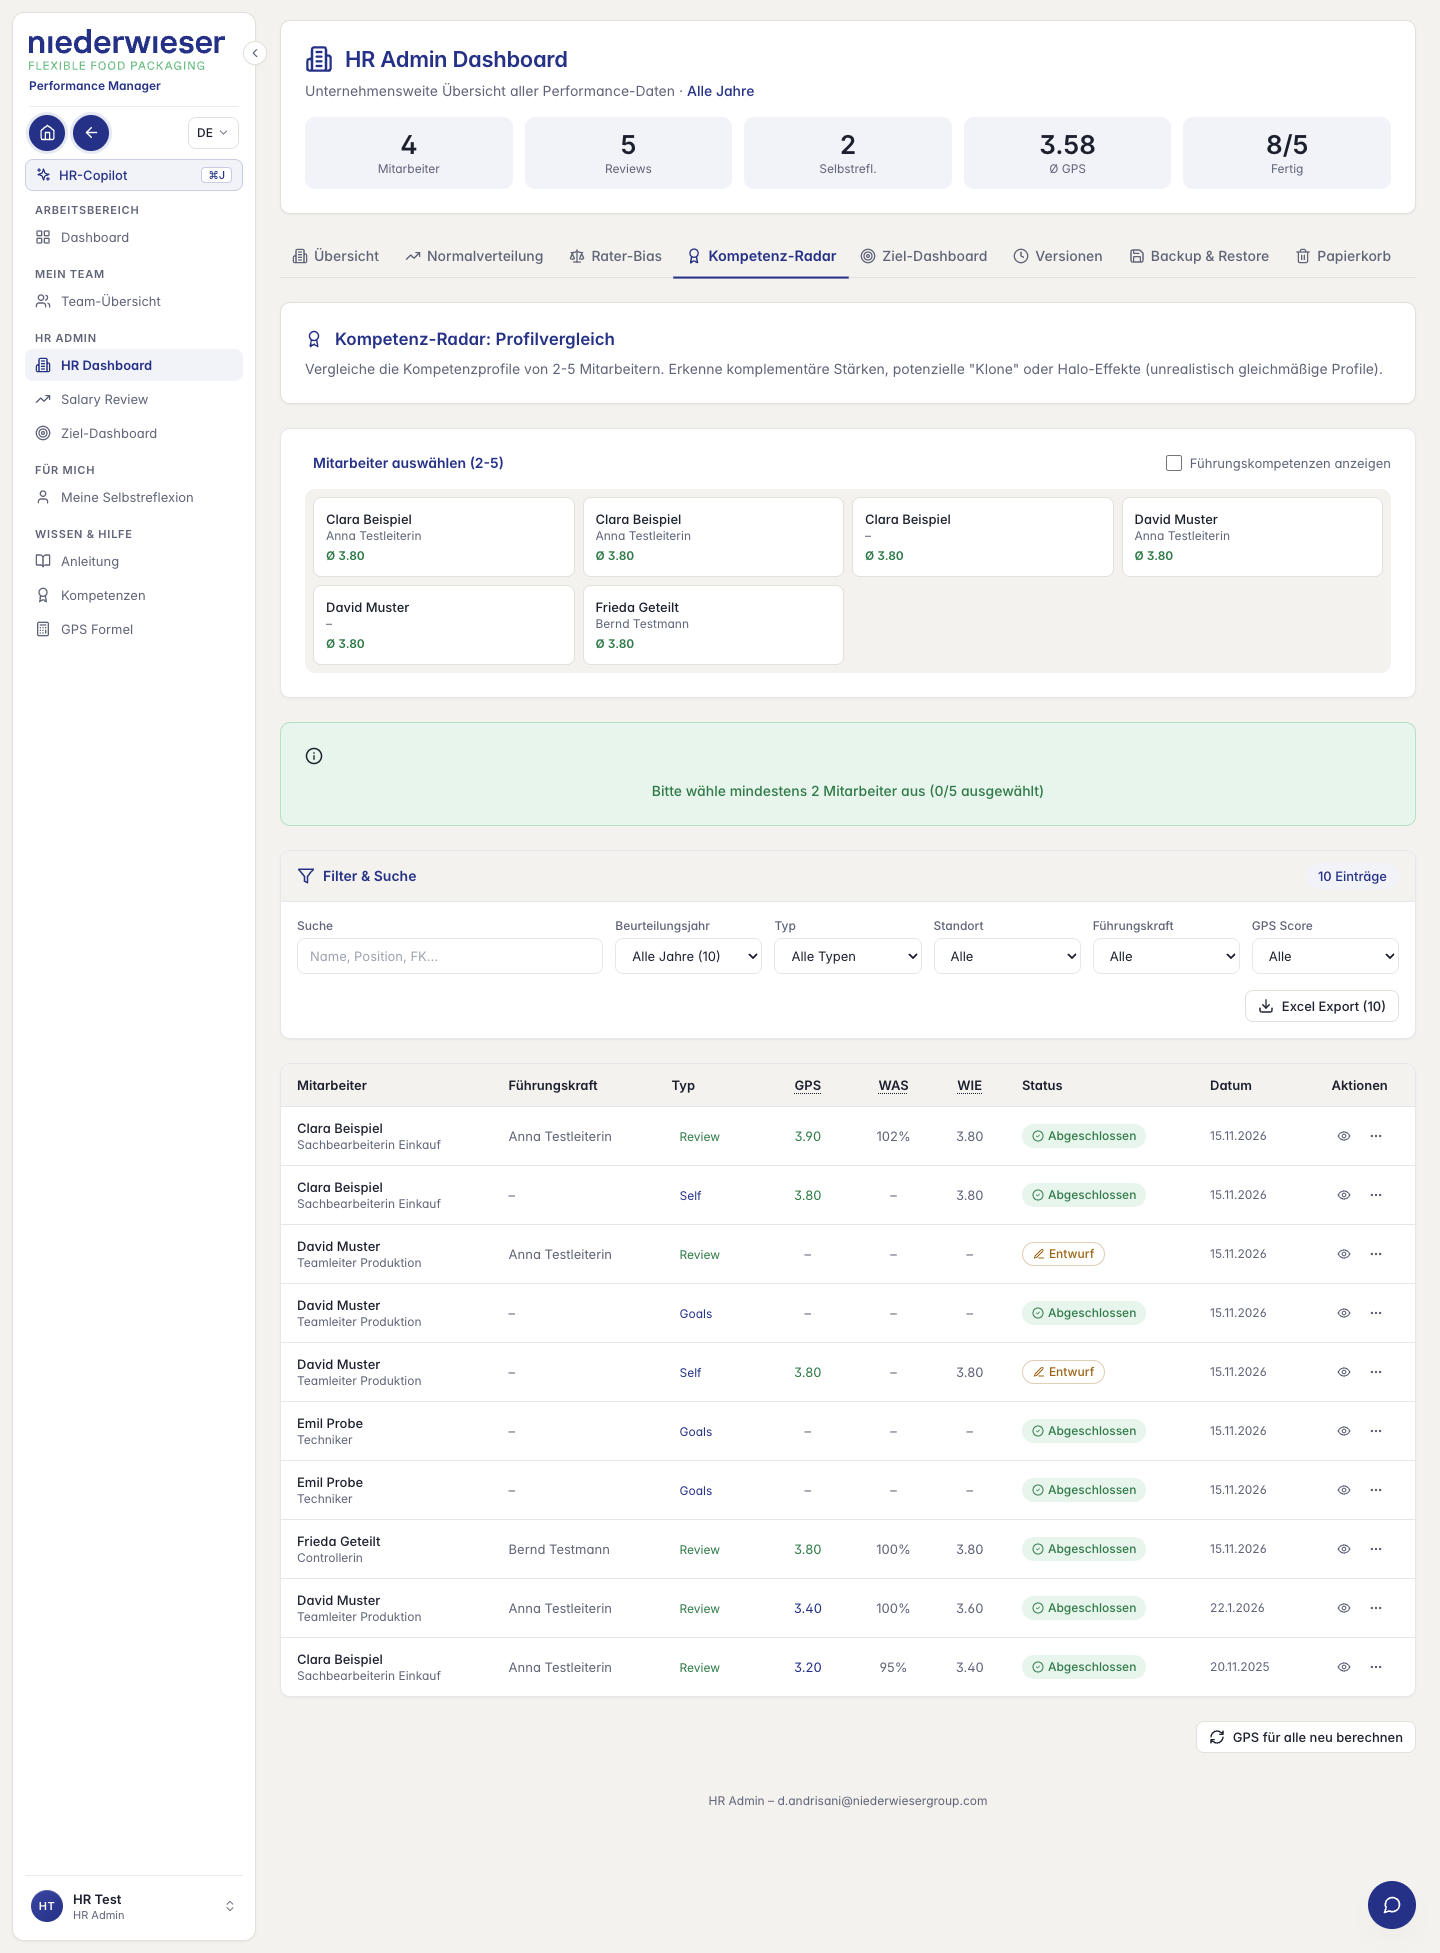 niederwieser
FLEXIBLE FOOD PACKAGING
Performance Manager
DE
HR-Copilot ⌘J
ARBEITSBEREICH
Dashboard
MEIN TEAM
Team-Übersicht
HR ADMIN
HR Dashboard
Salary Review
Ziel-Dashboard
FÜR MICH
Meine Selbstreflexion
WISSEN & HILFE
Anleitung
Kompetenzen
GPS Formel
HT
HR Test
HR Admin
HR Admin Dashboard
Unternehmensweite Übersicht aller Performance-Daten · Alle Jahre
4 5 2 3.58 8/5
Mitarbeiter Reviews Selbstrefl. Ø GPS Fertig
Übersicht Normalverteilung Rater-Bias Kompetenz-Radar Ziel-Dashboard Versionen Backup & Restore Papierkorb
Kompetenz-Radar: Profilvergleich
Vergleiche die Kompetenzprofile von 2-5 Mitarbeitern. Erkenne komplementäre Stärken, potenzielle "Klone" oder Halo-Effekte (unrealistisch gleichmäßige Profile).
Mitarbeiter auswählen (2-5) Führungskompetenzen anzeigen
Clara Beispiel Clara Beispiel Clara Beispiel David Muster
Anna Testleiterin Anna Testleiterin – Anna Testleiterin
Ø 3.80 Ø 3.80 Ø 3.80 Ø 3.80
David Muster Frieda Geteilt
– Bernd Testmann
Ø 3.80 Ø 3.80
Bitte wähle mindestens 2 Mitarbeiter aus (0/5 ausgewählt)
Filter & Suche 10 Einträge
Suche Beurteilungsjahr Typ Standort Führungskraft GPS Score
Name, Position, FK... Alle Jahre (10) Alle Typen Alle Alle Alle
Excel Export (10)
Mitarbeiter Führungskraft Typ GPS WAS WIE Status Datum Aktionen
Clara Beispiel
Sachbearbeiterin Einkauf Anna Testleiterin Review 3.90 102% 3.80 Abgeschlossen 15.11.2026
Clara Beispiel
Sachbearbeiterin Einkauf – Self 3.80 – 3.80 Abgeschlossen 15.11.2026
David Muster
Teamleiter Produktion Anna Testleiterin Review – – – Entwurf 15.11.2026
David Muster
Teamleiter Produktion – Goals – – – Abgeschlossen 15.11.2026
David Muster
Teamleiter Produktion – Self 3.80 – 3.80 Entwurf 15.11.2026
Emil Probe
Techniker – Goals – – – Abgeschlossen 15.11.2026
Emil Probe
Techniker – Goals – – – Abgeschlossen 15.11.2026
Frieda Geteilt
Controllerin Bernd Testmann Review 3.80 100% 3.80 Abgeschlossen 15.11.2026
David Muster
Teamleiter Produktion Anna Testleiterin Review 3.40 100% 3.60 Abgeschlossen 22.1.2026
Clara Beispiel
Sachbearbeiterin Einkauf Anna Testleiterin Review 3.20 95% 3.40 Abgeschlossen 20.11.2025
GPS für alle neu berechnen
HR Admin – d.andrisani@niederwiesergroup.com